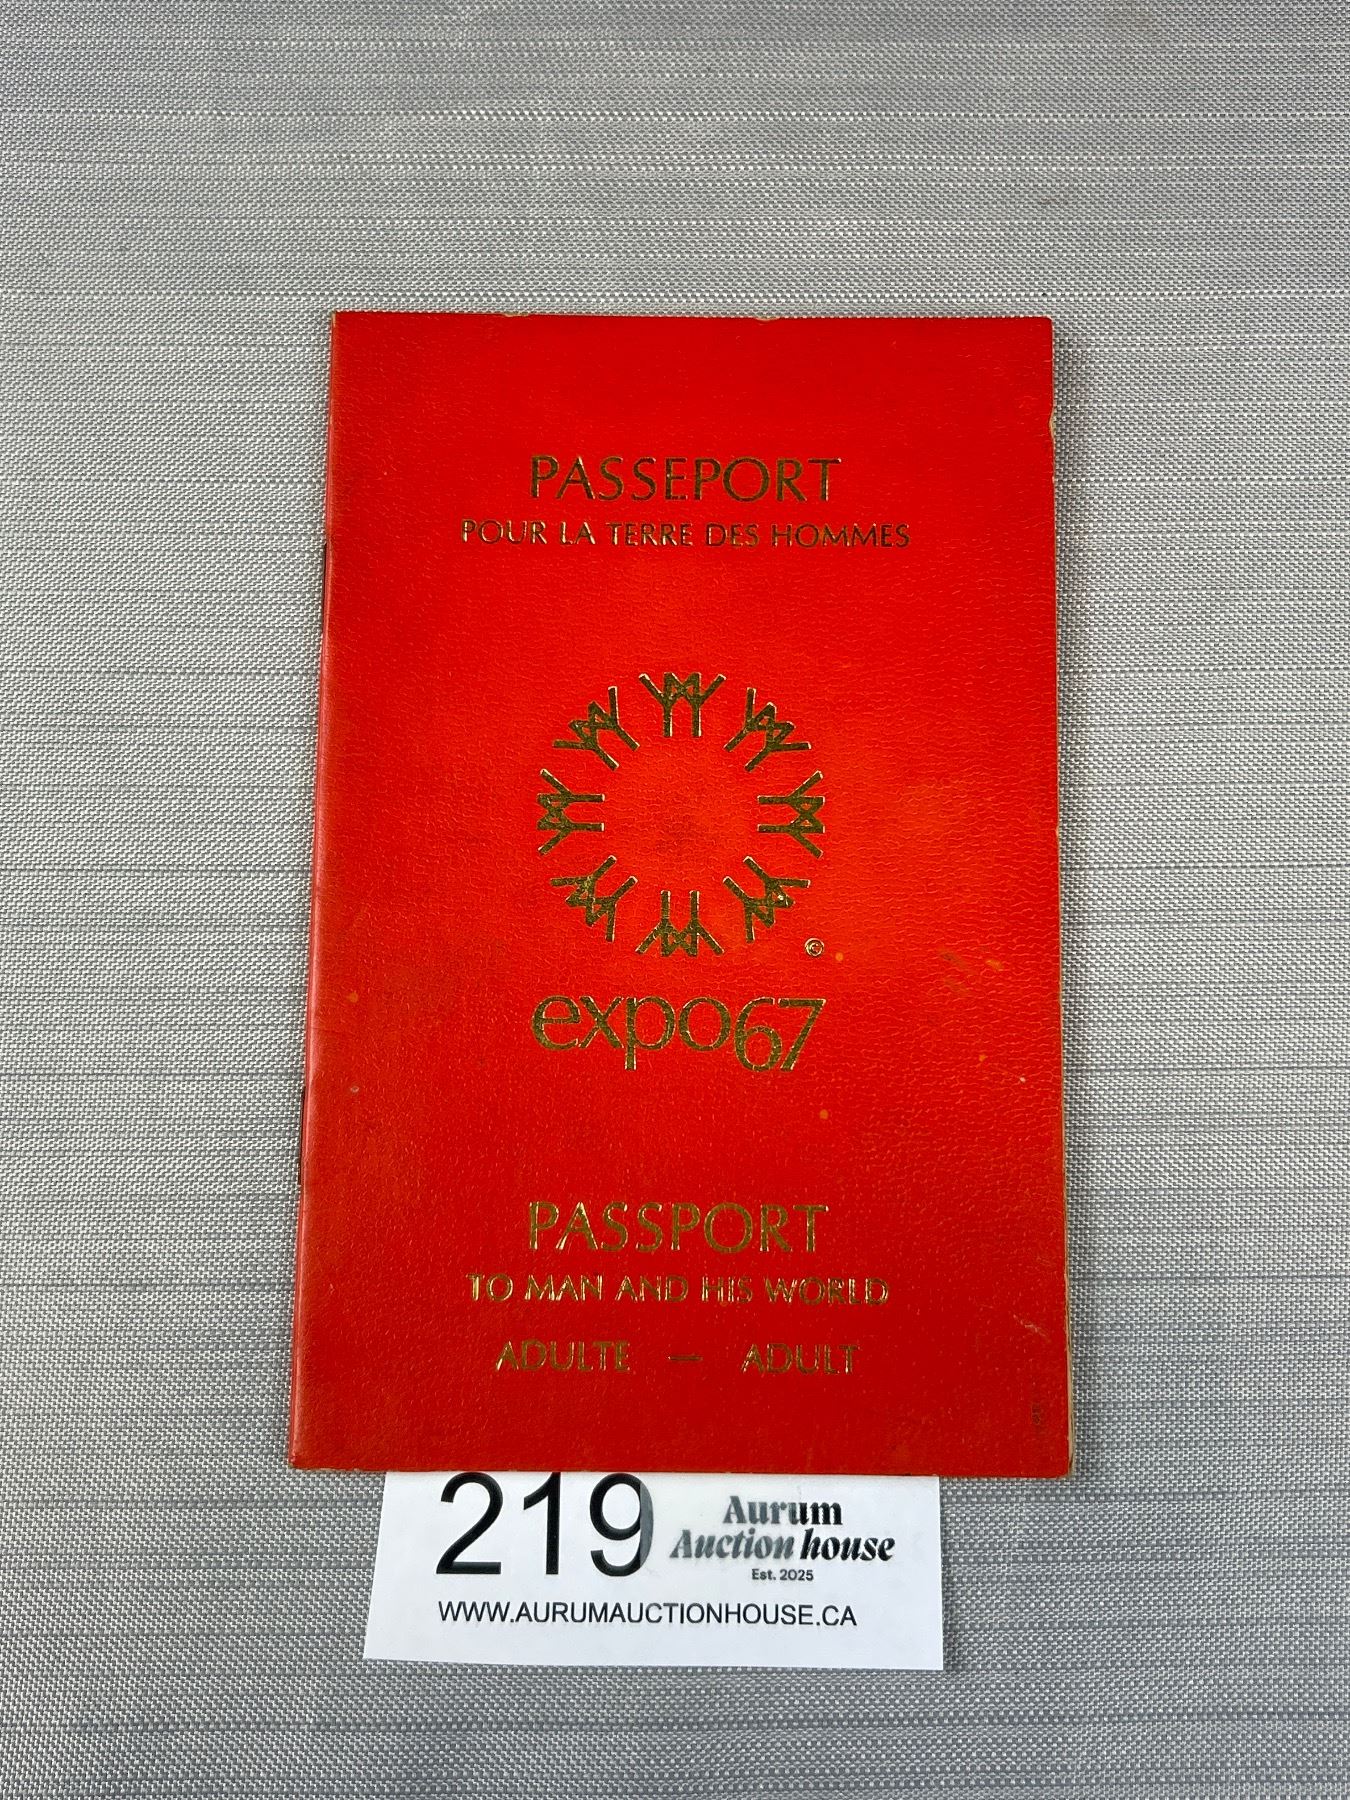 PASSEPORT
POUR LA TERRE DES HOMMES
©
expo67
PASSPORT
TO MAN AND HIS WORLD
ADULTE — ADULT
219
Aurum
Auction house
Est. 2025
WWW.AURUMAUCTIONHOUSE.CA